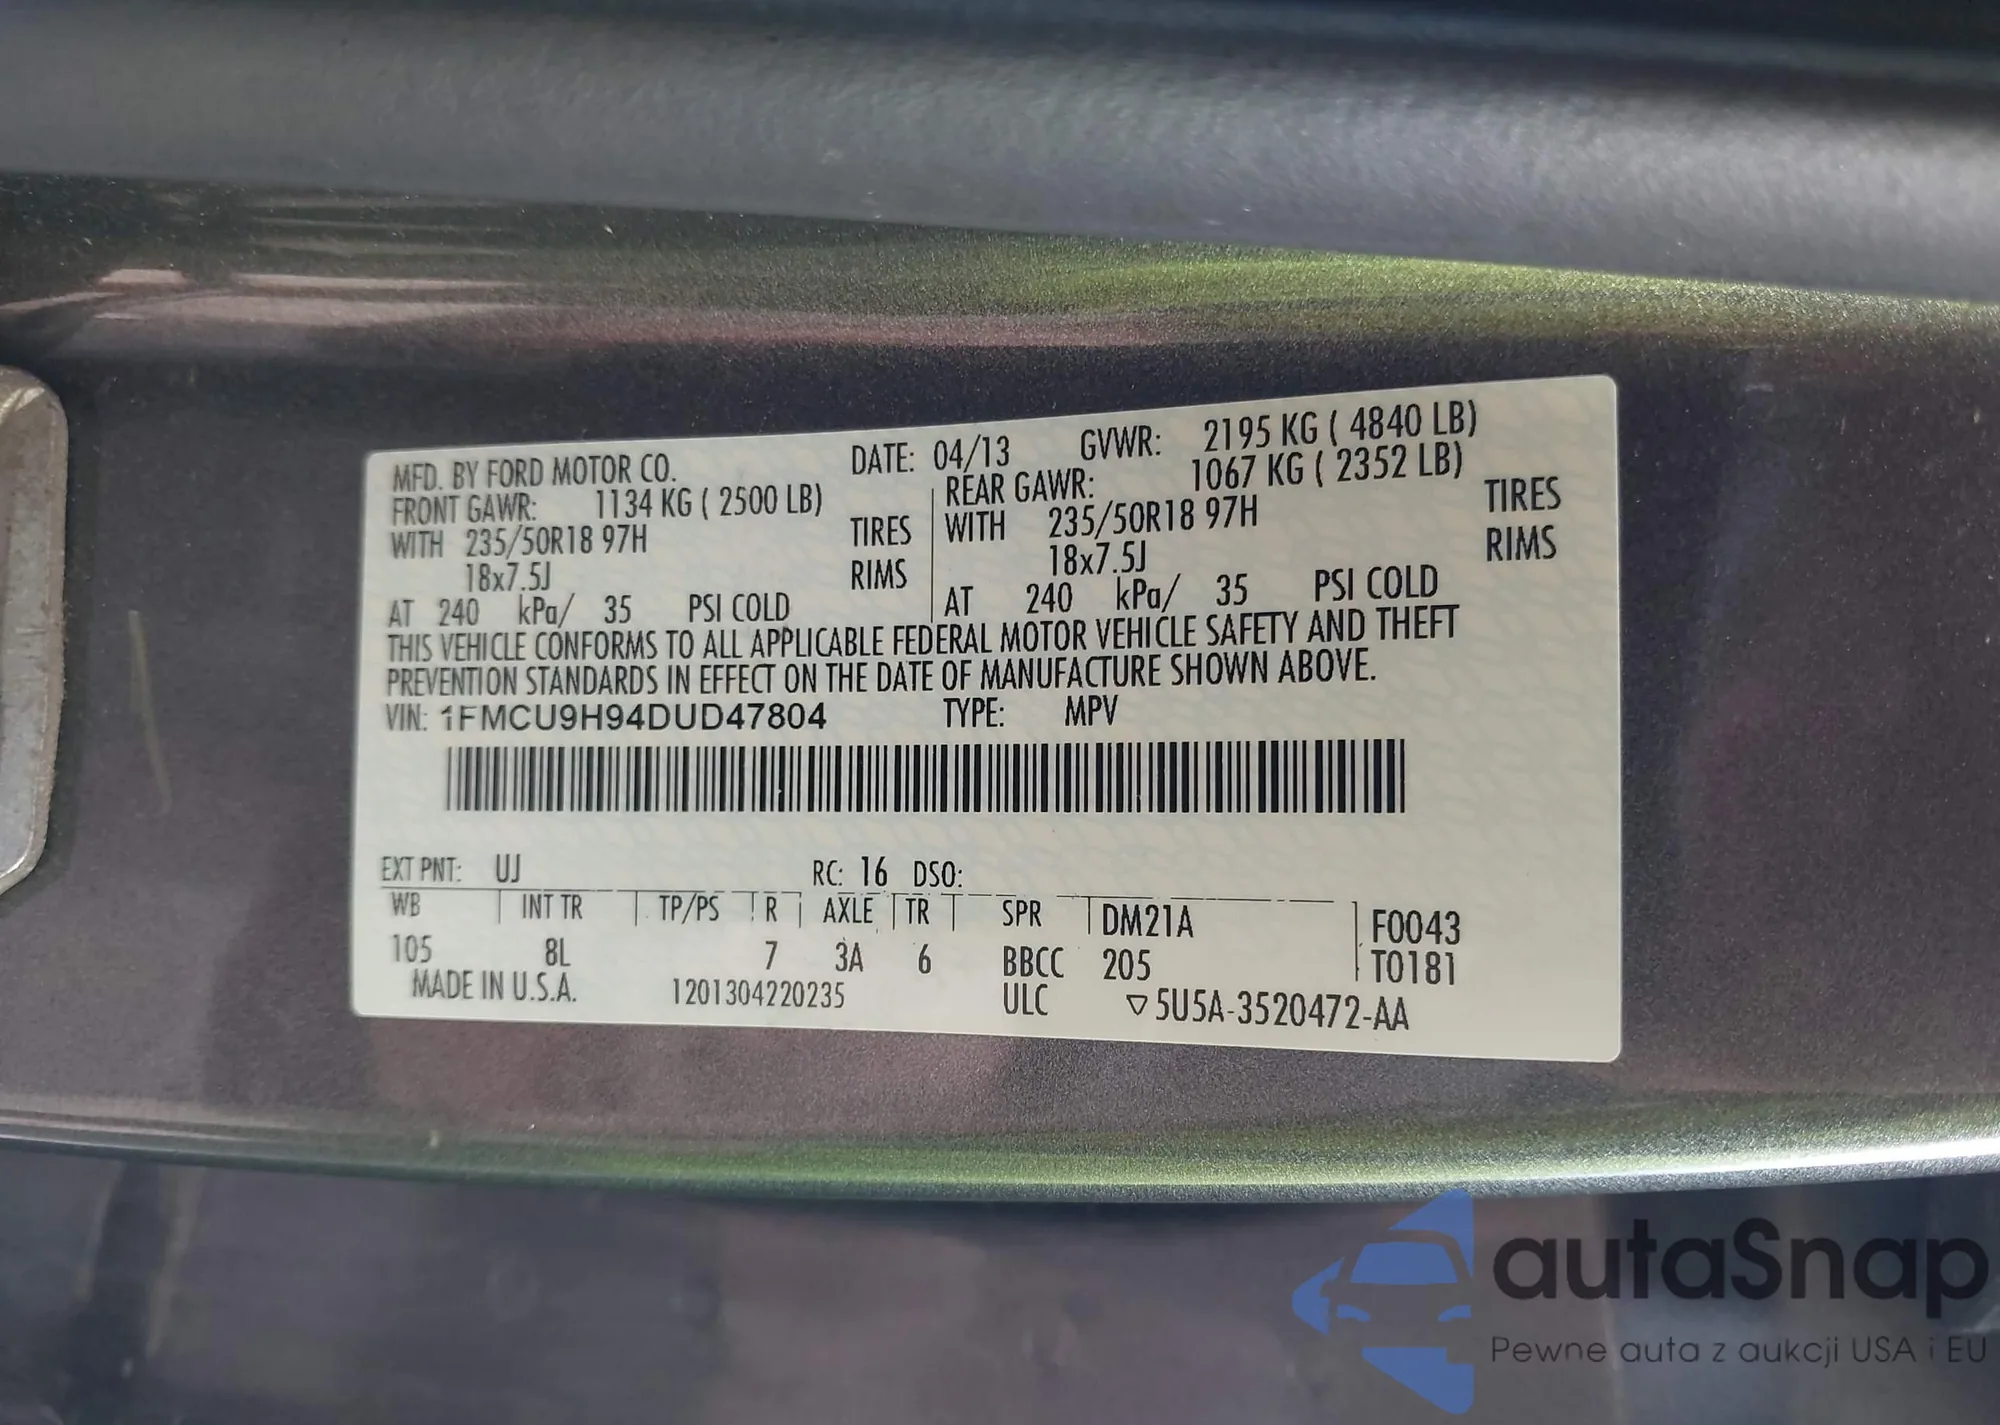 MFD. BY FORD MOTOR CO. DATE: 04/13 GVWR: 2195 KG ( 4840 LB)
FRONT GAWR: 1134 KG ( 2500 LB) REAR GAWR: 1067 KG ( 2352 LB)
WITH 235/50R18 97H TIRES WITH 235/50R18 97H TIRES
18x7.5J RIMS 18x7.5J RIMS
AT 240 kPa/ 35 PSI COLD AT 240 kPa/ 35 PSI COLD
THIS VEHICLE CONFORMS TO ALL APPLICABLE FEDERAL MOTOR VEHICLE SAFETY AND THEFT
PREVENTION STANDARDS IN EFFECT ON THE DATE OF MANUFACTURE SHOWN ABOVE.
VIN: 1FMCU9H94DUD47804 TYPE: MPV
EXT PNT: UJ RC: 16 DSO:
WB INT TR TP/PS R AXLE TR SPR DM21A F0043
105 8L 7 3A 6 BBCC 205 T0181
MADE IN U.S.A. 1201304220235 ULC ▽5U5A-3520472-AA
autaSnap
Pewne auta z aukcji USA i EU